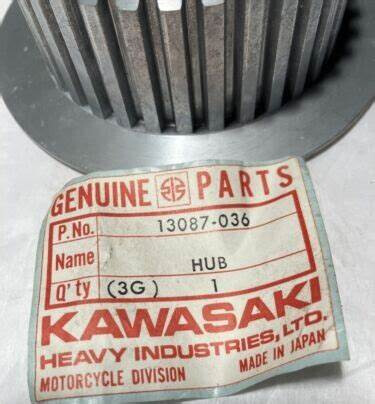 GENUINE PARTS
P. No. 13087-036
Name HUB
Q'ty (3G) 1
KAWASAKI
HEAVY INDUSTRIES, LTD.
MOTORCYCLE DIVISION MADE IN JAPAN